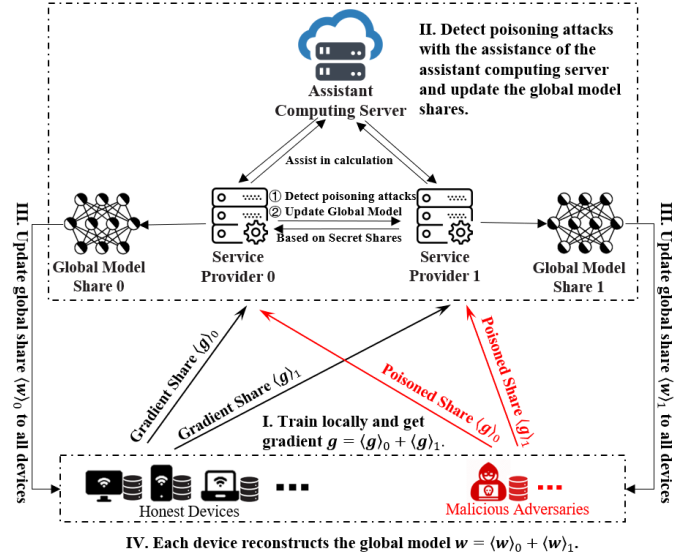 II. Detect poisoning attacks
with the assistance of the
assistant computing server
and update the global model
shares.
Assistant
Computing Server
Assist in calculation
① Detect poisoning attacks
② Update Global Model
Based on Secret Shares
Global Model
Share 0
Service
Provider 0
Service
Provider 1
Global Model
Share 1
III. Update global share ⟨w⟩₀
to all devices
III. Update global share ⟨w⟩₁
to all devices
Gradient Share ⟨g⟩₀
Gradient Share ⟨g⟩₁
Poisoned Share ⟨g⟩₀
Poisoned Share ⟨g⟩₁
I. Train locally and get
gradient g = ⟨g⟩₀ + ⟨g⟩₁.
Honest Devices
Malicious Adversaries
IV. Each device reconstructs the global model w = ⟨w⟩₀ + ⟨w⟩₁.